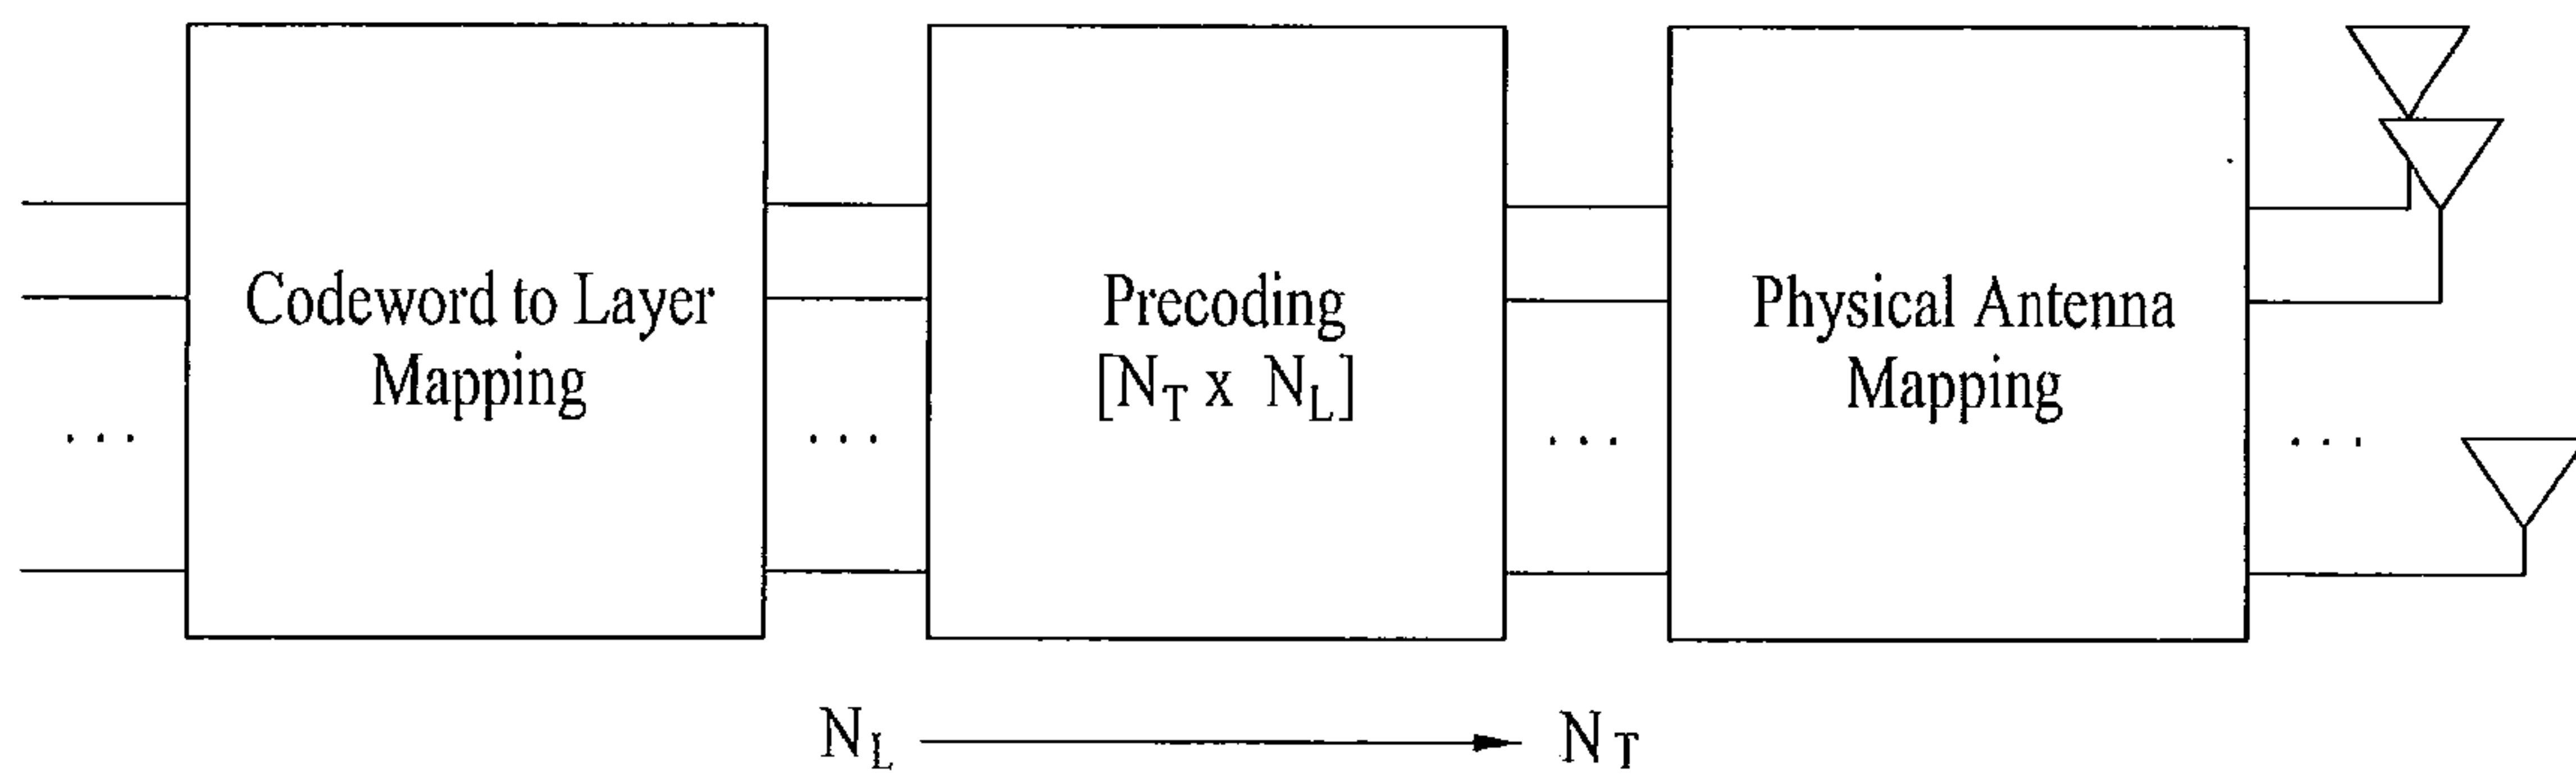 Codeword to Layer
Mapping
Precoding
[N_T x N_L]
Physical Antenna
Mapping
...
...
...
...
N_L
N_T